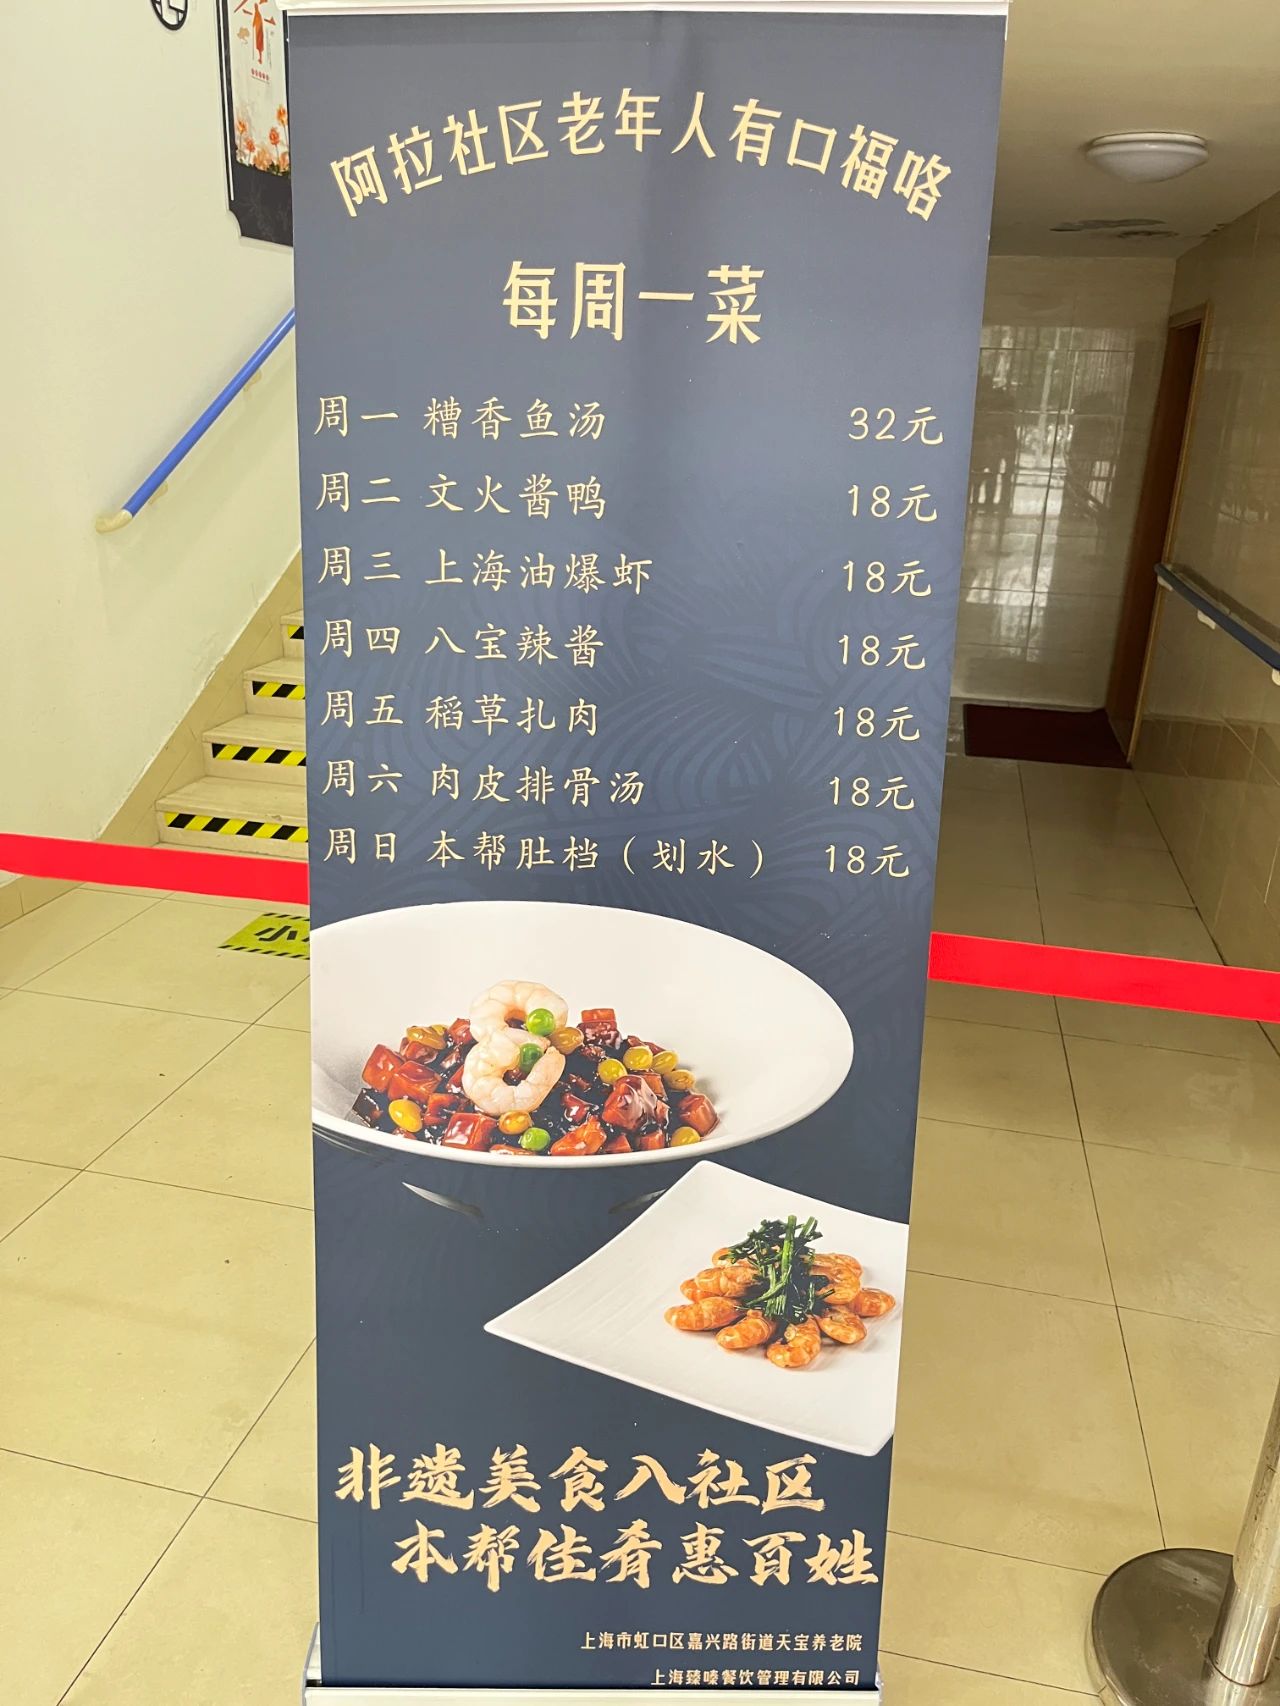 阿拉社区老年人有口福咯
每周一菜
周一 糟香鱼汤 32元
周二 文火酱鸭 18元
周三 上海油爆虾 18元
周四 八宝辣酱 18元
周五 稻草扎肉 18元
周六 肉皮排骨汤 18元
周日 本帮肚档（划水） 18元
小
非遗美食入社区
本帮佳肴惠百姓
上海市虹口区嘉兴路街道天宝养老院
上海臻嗪餐饮管理有限公司